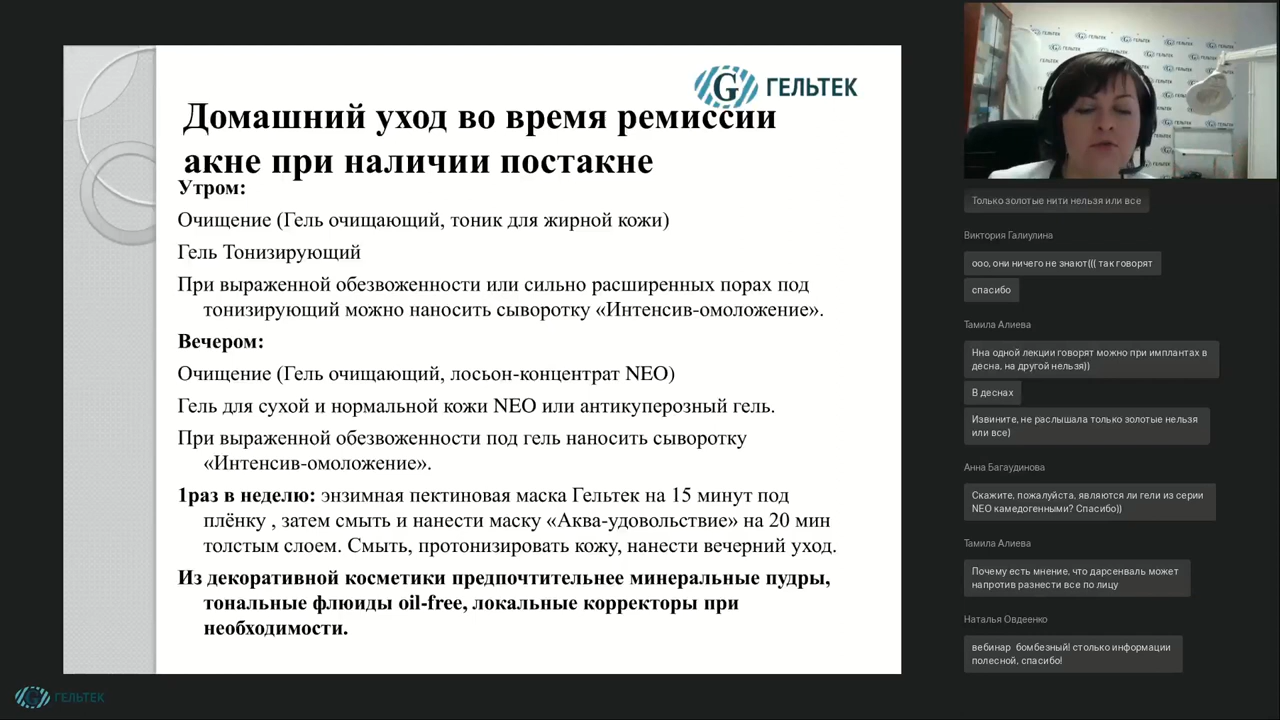 ГЕЛЬТЕК
Домашний уход во время ремиссии
акне при наличии постакне
Утром:
Очищение (Гель очищающий, тоник для жирной кожи)
Гель Тонизирующий
При выраженной обезвоженности или сильно расширенных порах под
тонизирующий можно наносить сыворотку «Интенсив-омоложение».
Вечером:
Очищение (Гель очищающий, лосьон-концентрат NEO)
Гель для сухой и нормальной кожи NEO или антикуперозный гель.
При выраженной обезвоженности под гель наносить сыворотку
«Интенсив-омоложение».
1раз в неделю: энзимная пектиновая маска Гельтек на 15 минут под
плёнку , затем смыть и нанести маску «Аква-удовольствие» на 20 мин
толстым слоем. Смыть, протонизировать кожу, нанести вечерний уход.
Из декоративной косметики предпочтительнее минеральные пудры,
тональные флюиды oil-free, локальные корректоры при
необходимости.
ГЕЛЬТЕК
Только золотые нити нельзя или все
Виктория Галиулина
ооо, они ничего не знают((( так говорят
спасибо
Тамила Алиева
Нна одной лекции говорят можно при имплантах в
десна, на другой нельзя))
В деснах
Извините, не распышала только золотые нельзя
или все)
Анна Багаудинова
Скажите, пожалуйста, являются ли гели из серии
NEO камедогенными? Спасибо))
Тамила Алиева
Почему есть мнение, что дарсенваль может
напротив разнести все по лицу
Наталья Овдеенко
вебинар бомбезный! столько информации
полесной, спасибо!